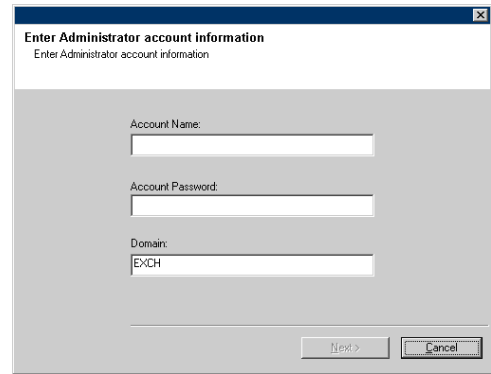 Enter Administrator account information
Enter Administrator account information
Account Name:
Account Password:
Domain:
EXCH
Next >
Cancel